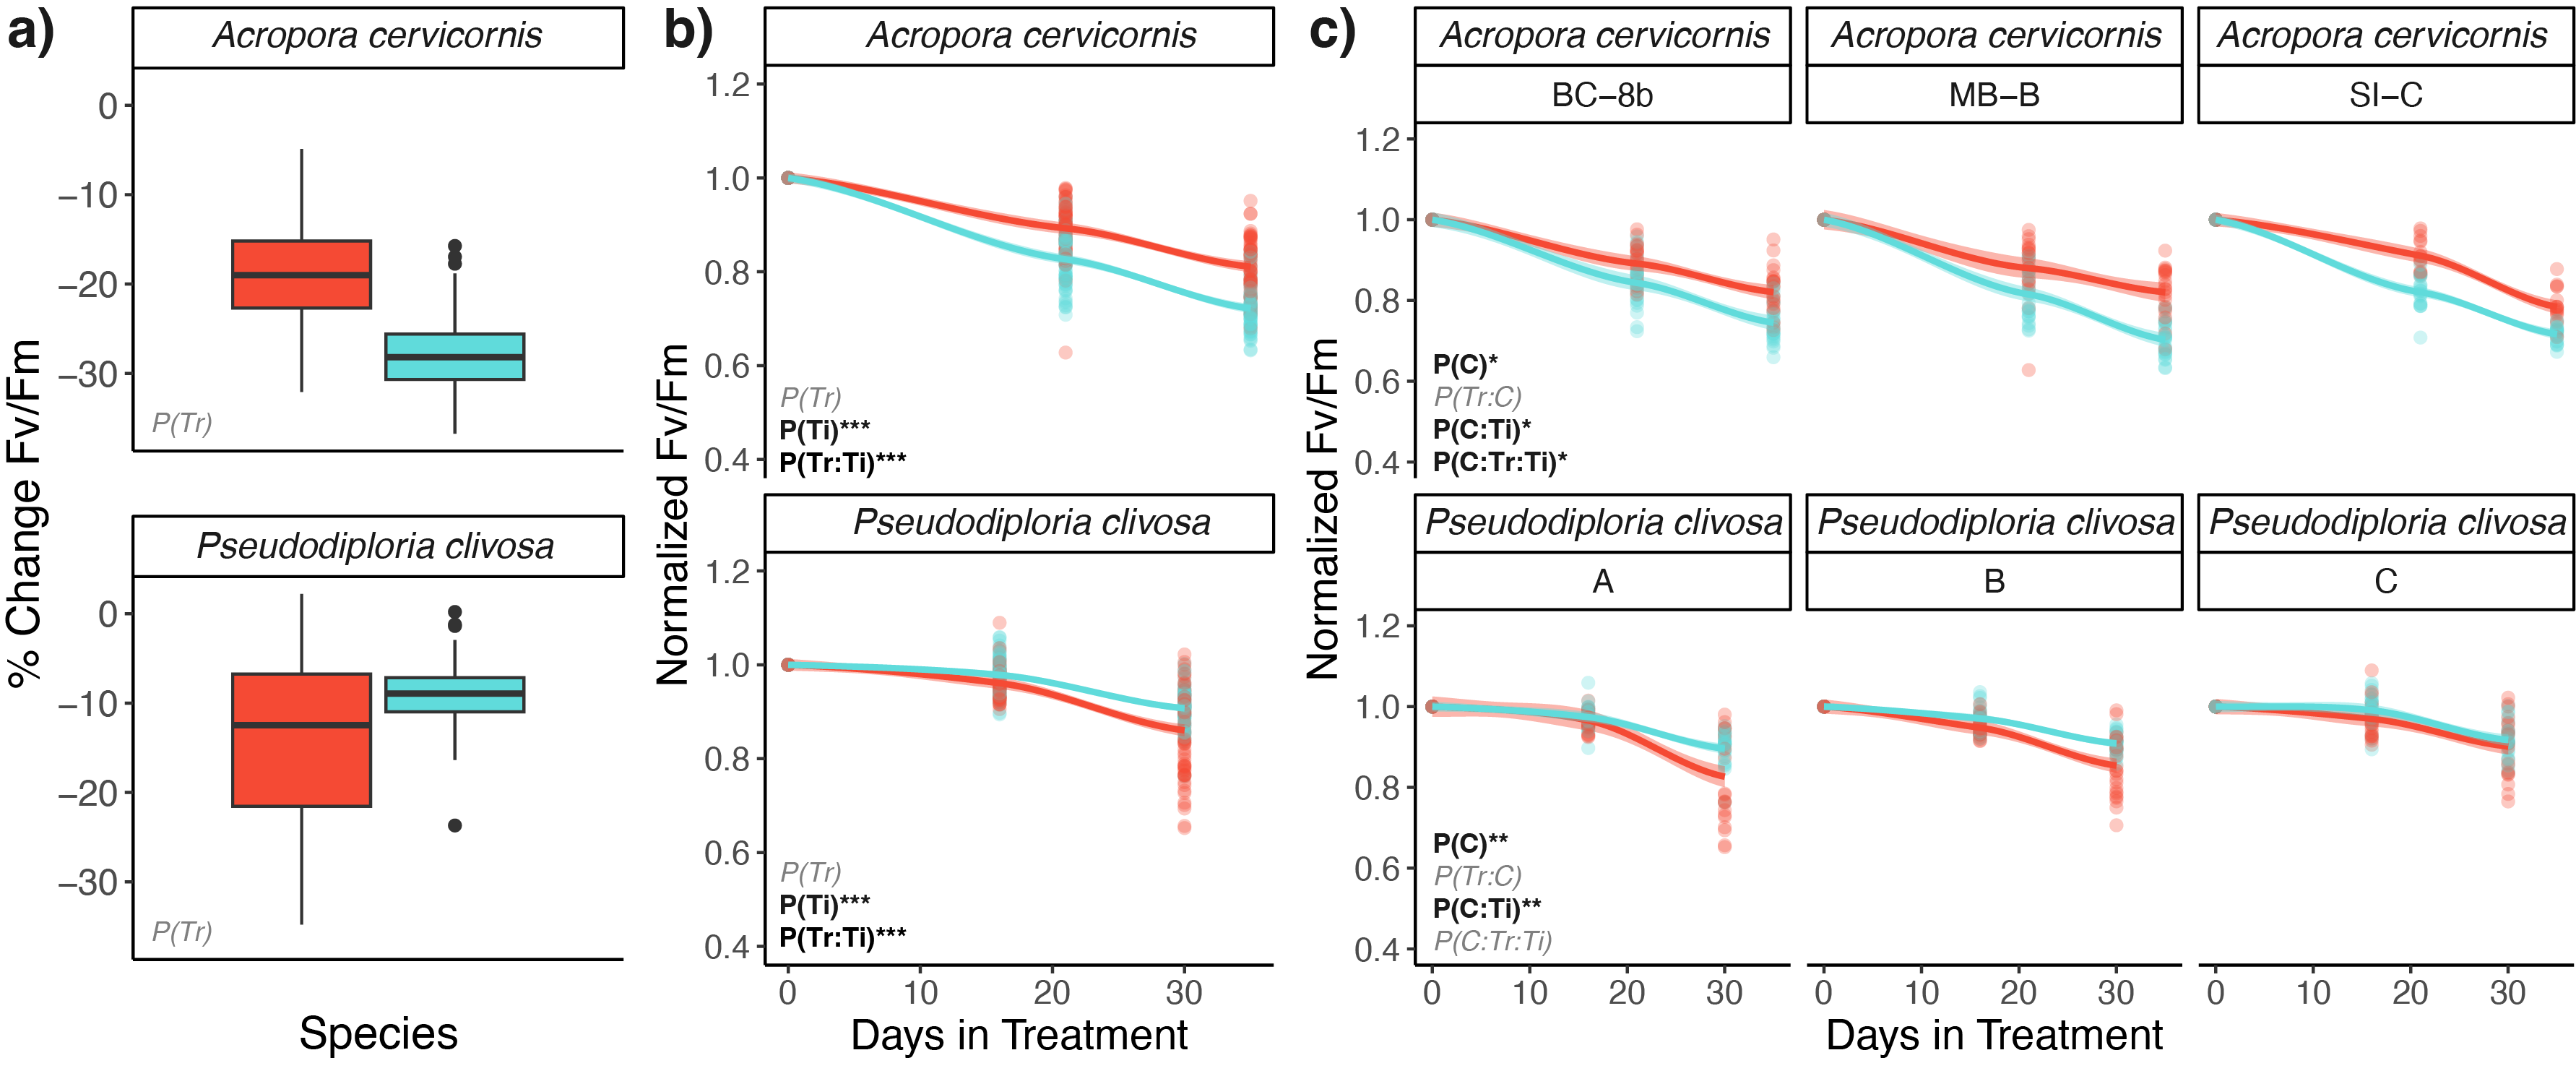 a)
Acropora cervicornis
0
−10
−20
−30
P(Tr)
Pseudodiploria clivosa
0
−10
−20
−30
P(Tr)
% Change Fv/Fm
Species
b)
Acropora cervicornis
1.2
1.0
0.8
0.6
0.4
P(Tr)
P(Ti)***
P(Tr:Ti)***
Pseudodiploria clivosa
1.2
1.0
0.8
0.6
0.4
P(Tr)
P(Ti)***
P(Tr:Ti)***
0 10 20 30
Normalized Fv/Fm
Days in Treatment
c)
Acropora cervicornis Acropora cervicornis Acropora cervicornis
BC−8b MB−B SI−C
1.2
1.0
0.8
0.6
0.4
P(C)*
P(Tr:C)
P(C:Ti)*
P(C:Tr:Ti)*
Pseudodiploria clivosa Pseudodiploria clivosa Pseudodiploria clivosa
A B C
1.2
1.0
0.8
0.6
0.4
P(C)**
P(Tr:C)
P(C:Ti)**
P(C:Tr:Ti)
0 10 20 30 0 10 20 30 0 10 20 30
Normalized Fv/Fm
Days in Treatment